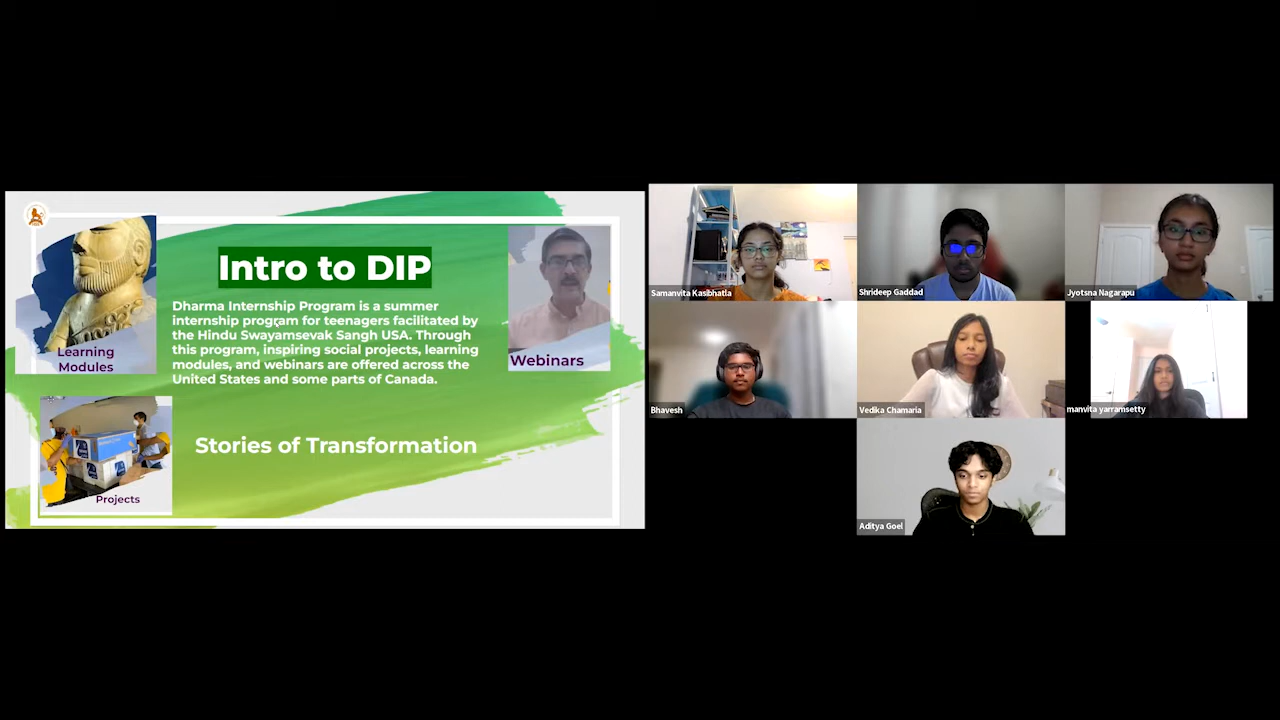 Intro to DIP
Dharma Internship Program is a summer
internship program for teenagers facilitated by
the Hindu Swayamsevak Sangh USA. Through
this program, inspiring social projects, learning
modules, and webinars are offered across the
United States and some parts of Canada.
Learning
Modules
Webinars
Stories of Transformation
Projects
Samanvita Kasibhatla
Shrideep Gaddad
Jyotsna Nagarapu
Bhavesh
Vedika Chamaria
manvita yarramsetty
Aditya Goel